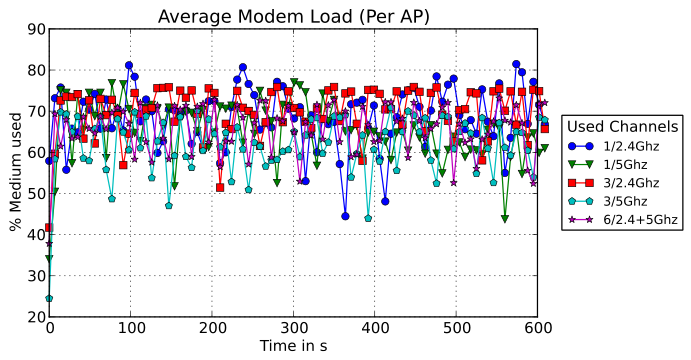 Average Modem Load (Per AP)
% Medium used
90
80
70
60
50
40
30
20
0
100
200
300
400
500
600
Time in s
Used Channels
1/2.4Ghz
1/5Ghz
3/2.4Ghz
3/5Ghz
6/2.4+5Ghz